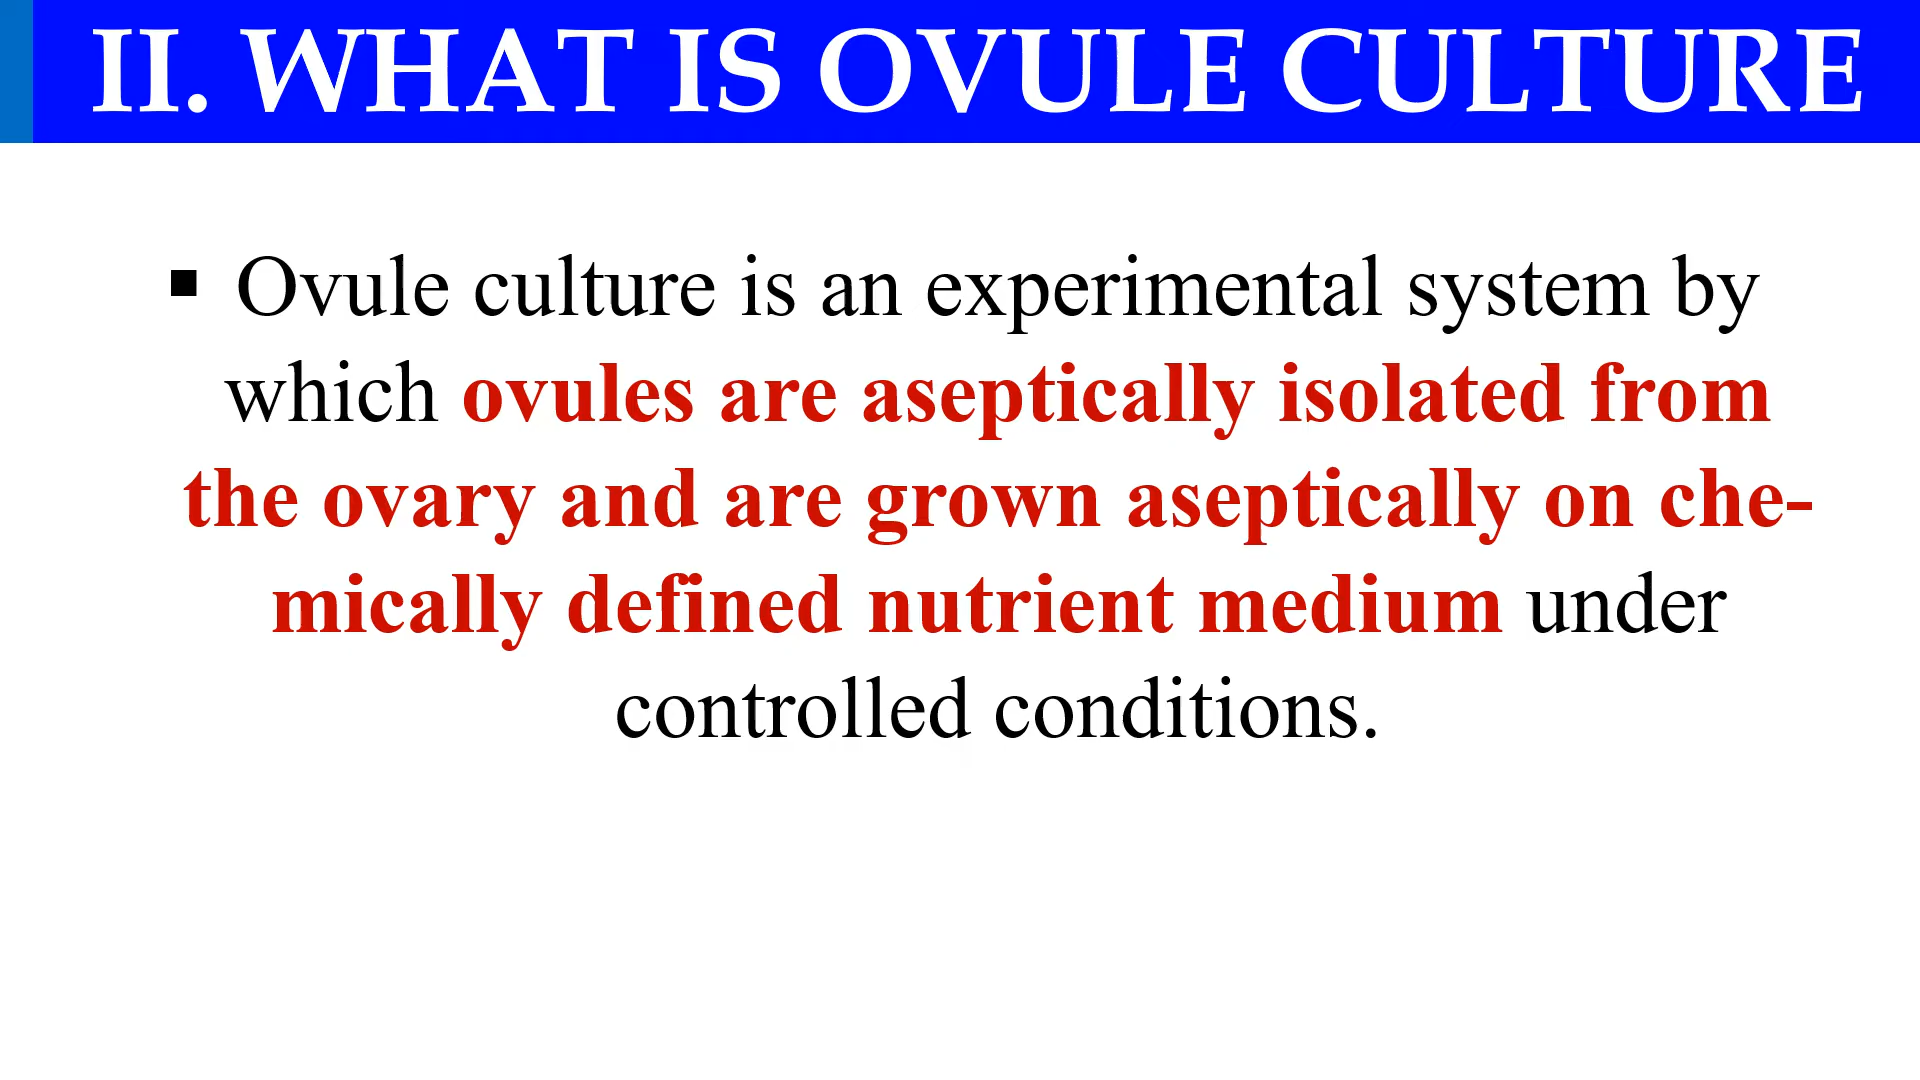 II. WHAT IS OVULE CULTURE
▪ Ovule culture is an experimental system by
which ovules are aseptically isolated from
the ovary and are grown aseptically on che-
mically defined nutrient medium under
controlled conditions.